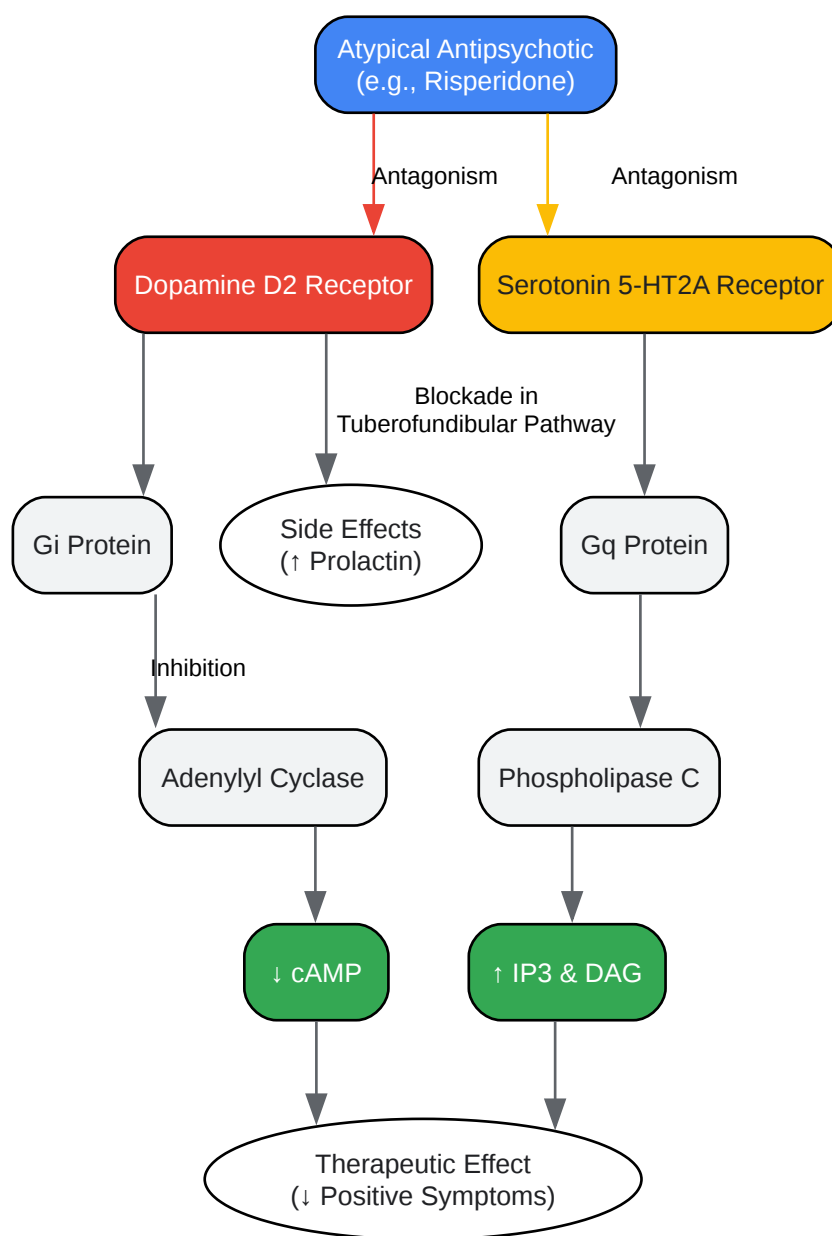 Atypical Antipsychotic
(e.g., Risperidone)
Antagonism
Antagonism
Dopamine D2 Receptor
Serotonin 5-HT2A Receptor
Blockade in
Tuberofundibular Pathway
Gi Protein
Side Effects
(↑ Prolactin)
Gq Protein
Inhibition
Adenylyl Cyclase
Phospholipase C
↓ cAMP
↑ IP3 & DAG
Therapeutic Effect
(↓ Positive Symptoms)